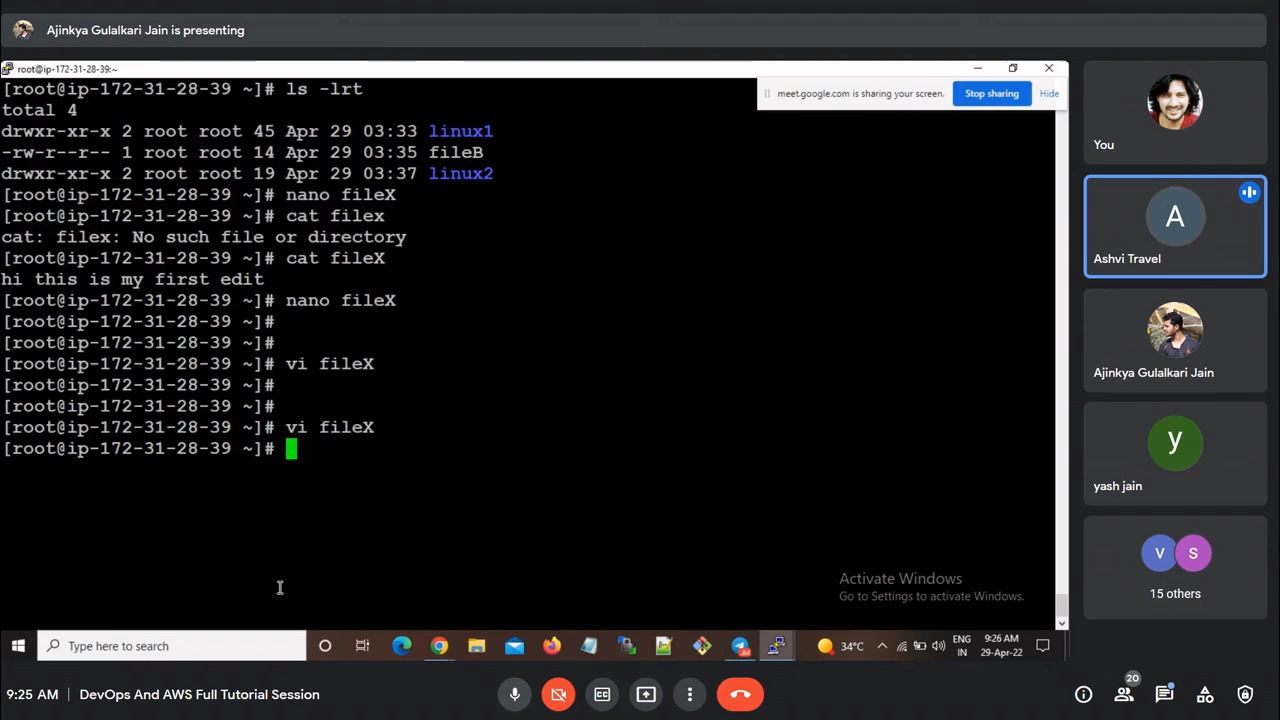 Ajinkya Gulalkari Jain is presenting
root@ip-172-31-28-39:~
[root@ip-172-31-28-39 ~]# ls -lrt
total 4
drwxr-xr-x 2 root root 45 Apr 29 03:33 linux1
-rw-r--r-- 1 root root 14 Apr 29 03:35 fileB
drwxr-xr-x 2 root root 19 Apr 29 03:37 linux2
[root@ip-172-31-28-39 ~]# nano fileX
[root@ip-172-31-28-39 ~]# cat filex
cat: filex: No such file or directory
[root@ip-172-31-28-39 ~]# cat fileX
hi this is my first edit
[root@ip-172-31-28-39 ~]# nano fileX
[root@ip-172-31-28-39 ~]#
[root@ip-172-31-28-39 ~]#
[root@ip-172-31-28-39 ~]# vi fileX
[root@ip-172-31-28-39 ~]#
[root@ip-172-31-28-39 ~]#
[root@ip-172-31-28-39 ~]# vi fileX
[root@ip-172-31-28-39 ~]#
meet.google.com is sharing your screen.
Stop sharing
Hide
Activate Windows
Go to Settings to activate Windows.
Type here to search
34°C
ENG
IN
9:26 AM
29-Apr-22
You
A
Ashvi Travel
Ajinkya Gulalkari Jain
y
yash jain
V
S
15 others
9:25 AM | DevOps And AWS Full Tutorial Session
20